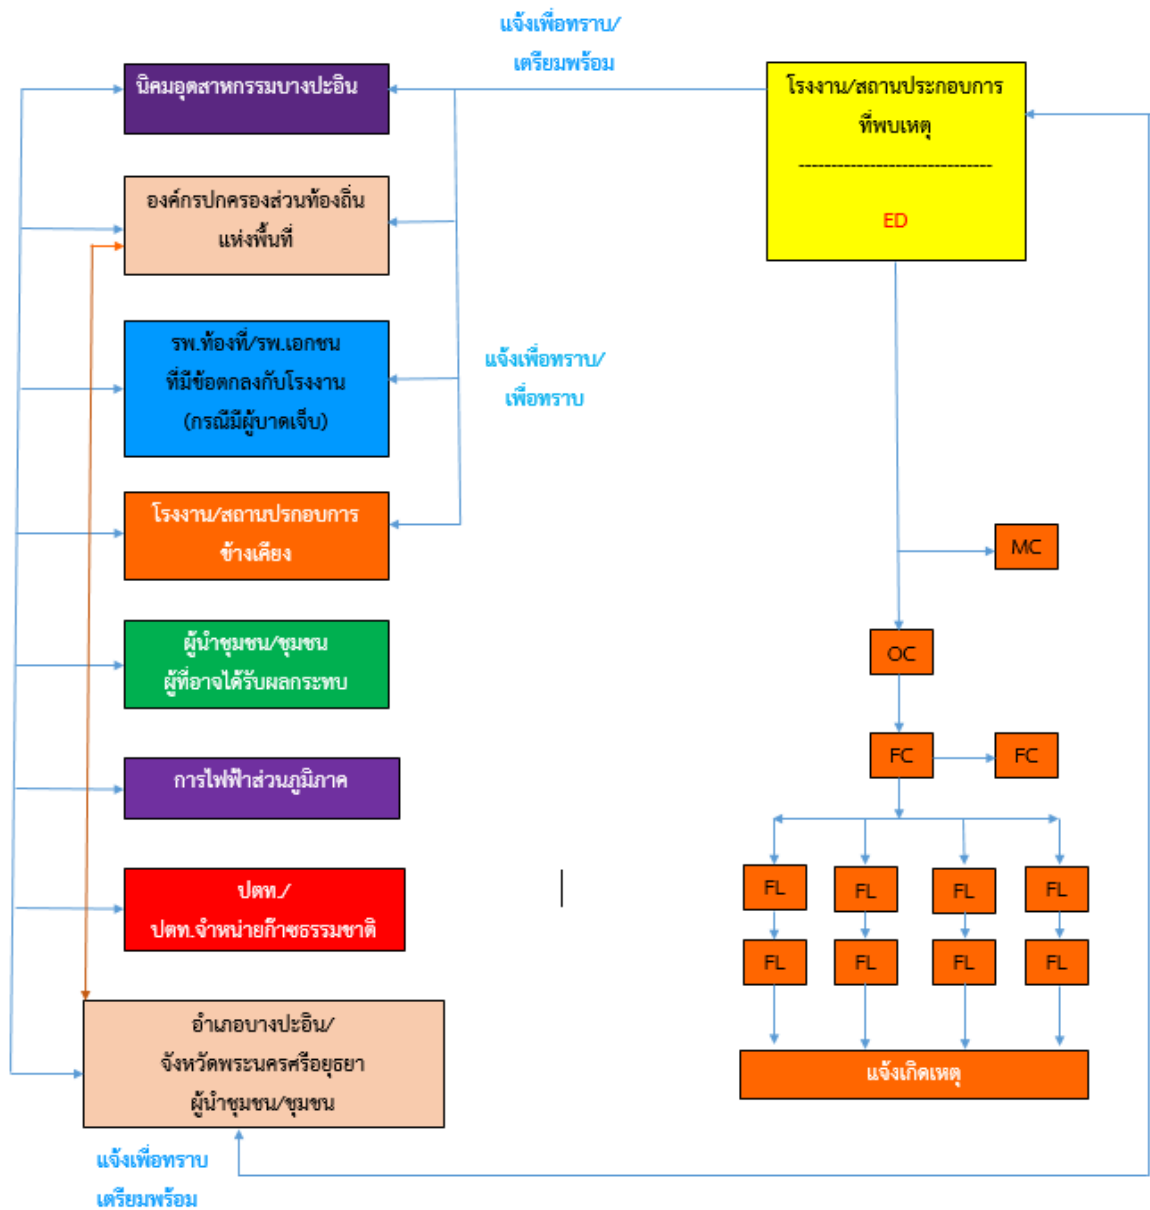 แจ้งเพื่อทราบ/
เตรียมพร้อม
นิคมอุตสาหกรรมบางปะอิน
โรงงาน/สถานประกอบการ
ที่พบเหตุ
------------------------------
ED
องค์กรปกครองส่วนท้องถิ่น
แห่งพื้นที่
รพ.ท้องที่/รพ.เอกชน
ที่มีข้อตกลงกับโรงงาน
(กรณีมีผู้บาดเจ็บ)
แจ้งเพื่อทราบ/
เพื่อทราบ
โรงงาน/สถานปรกอบการ
ข้างเคียง
MC
ผู้นำชุมชน/ชุมชน
ผู้ที่อาจได้รับผลกระทบ
OC
การไฟฟ้าส่วนภูมิภาค
FC
FC
ปตท./
ปตท.จำหน่ายก๊าซธรรมชาติ
FL
FL
FL
FL
FL
FL
FL
FL
อำเภอบางปะอิน/
จังหวัดพระนครศรีอยุธยา
ผู้นำชุมชน/ชุมชน
แจ้งเกิดเหตุ
แจ้งเพื่อทราบ
เตรียมพร้อม